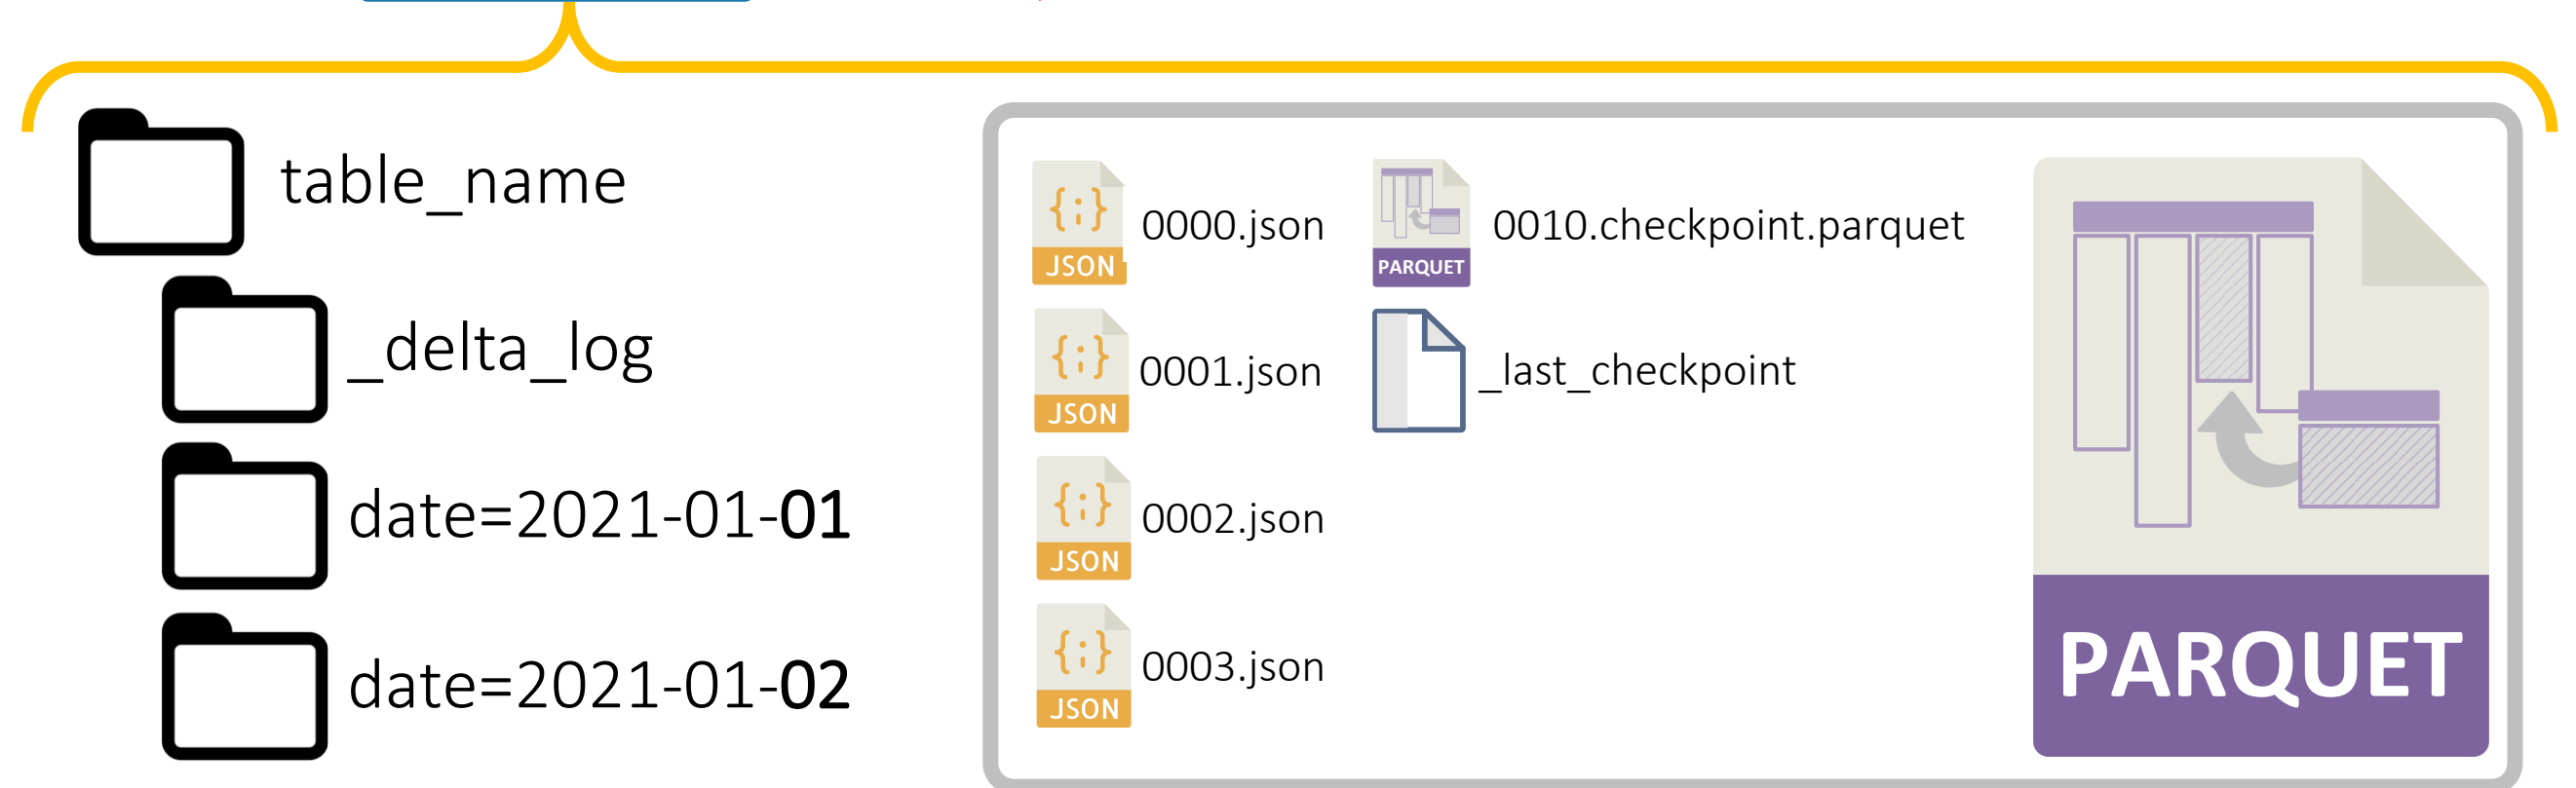 table_name
_delta_log
date=2021-01-01
date=2021-01-02
{;}
JSON
0000.json
{;}
JSON
0001.json
{;}
JSON
0002.json
{;}
JSON
0003.json
PARQUET
0010.checkpoint.parquet
_last_checkpoint
PARQUET